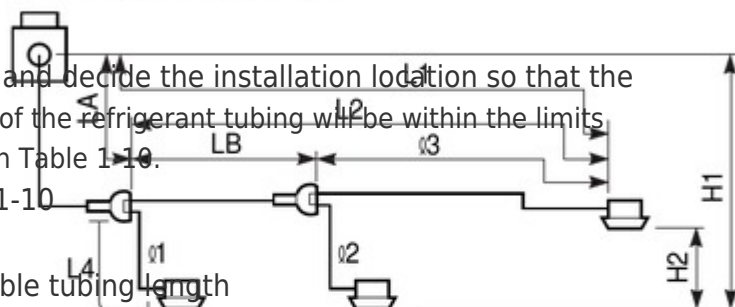 and decide the installation location so that the
L1
of the refrigerant tubing will be within the limits
LA
L2
n Table 1-10.
LB
ℓ3
1-10
H1
ℓ1
ℓ2
L4
H2
ble tubing length